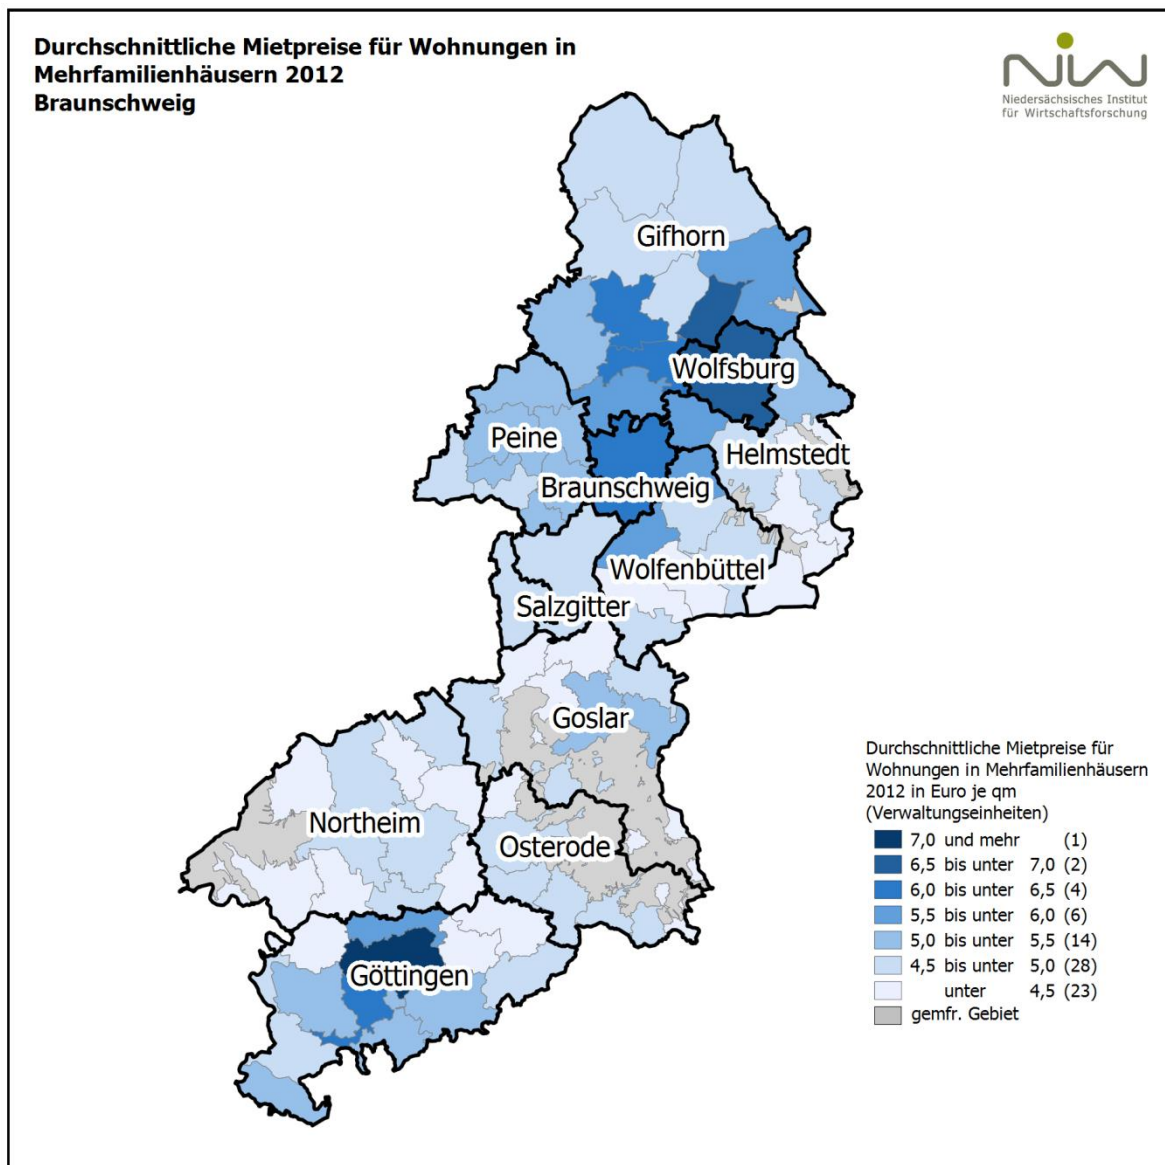 Durchschnittliche Mietpreise für Wohnungen in
Mehrfamilienhäusern 2012
Braunschweig
NIW
Niedersächsisches Institut
für Wirtschaftsforschung
Gifhorn
Wolfsburg
Peine
Helmstedt
Braunschweig
Wolfenbüttel
Salzgitter
Goslar
Northeim
Osterode
Göttingen
Durchschnittliche Mietpreise für
Wohnungen in Mehrfamilienhäusern
2012 in Euro je qm
(Verwaltungseinheiten)
7,0 und mehr (1)
6,5 bis unter 7,0 (2)
6,0 bis unter 6,5 (4)
5,5 bis unter 6,0 (6)
5,0 bis unter 5,5 (14)
4,5 bis unter 5,0 (28)
unter 4,5 (23)
gemfr. Gebiet